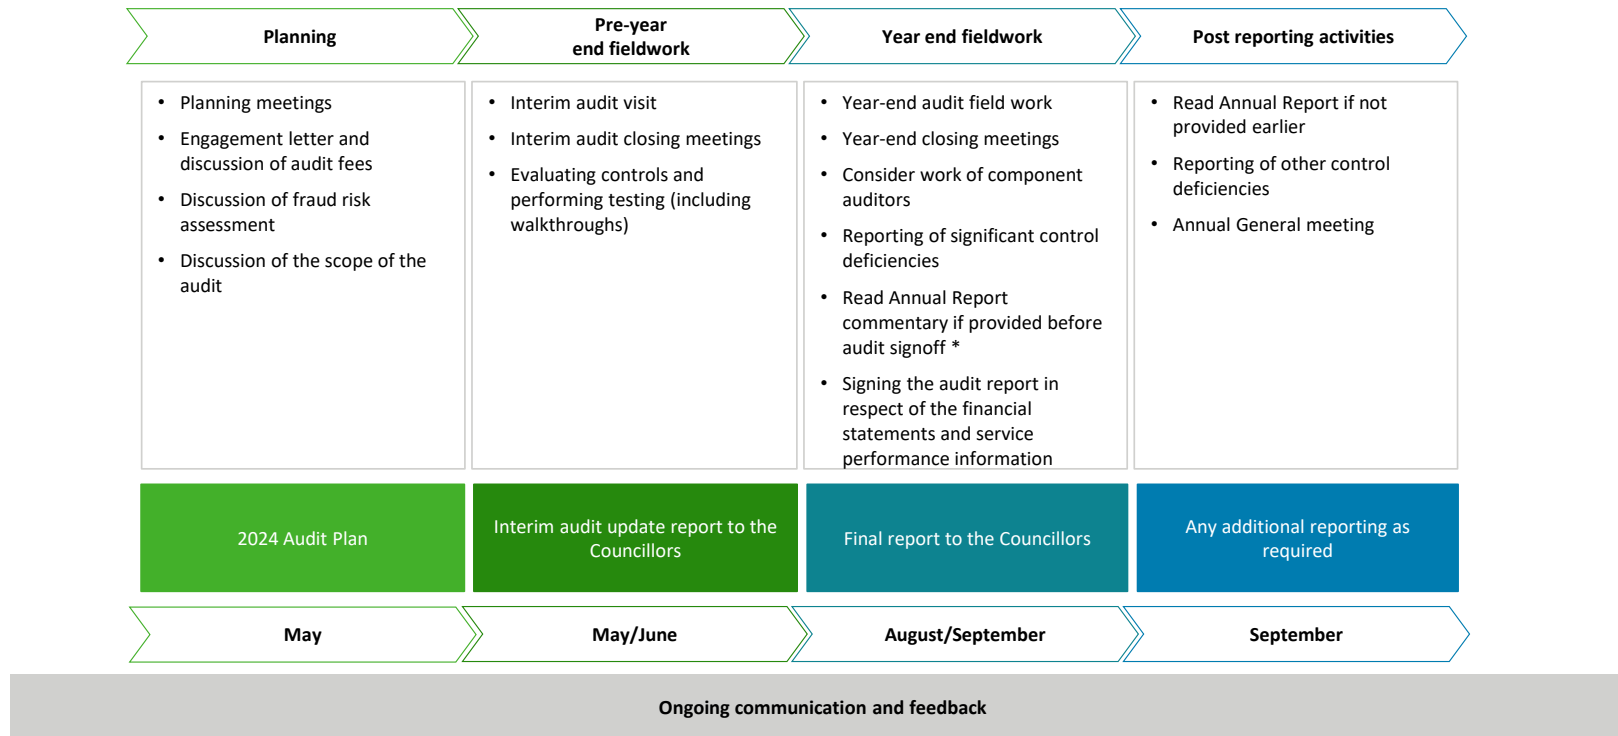 Planning
Pre-year
end fieldwork
Year end fieldwork
Post reporting activities
• Planning meetings
• Engagement letter and
discussion of audit fees
• Discussion of fraud risk
assessment
• Discussion of the scope of the
audit
• Interim audit visit
• Interim audit closing meetings
• Evaluating controls and
performing testing (including
walkthroughs)
• Year-end audit field work
• Year-end closing meetings
• Consider work of component
auditors
• Reporting of significant control
deficiencies
• Read Annual Report
commentary if provided before
audit signoff *
• Signing the audit report in
respect of the financial
statements and service
performance information
• Read Annual Report if not
provided earlier
• Reporting of other control
deficiencies
• Annual General meeting
2024 Audit Plan
Interim audit update report to the
Councillors
Final report to the Councillors
Any additional reporting as
required
May
May/June
August/September
September
Ongoing communication and feedback